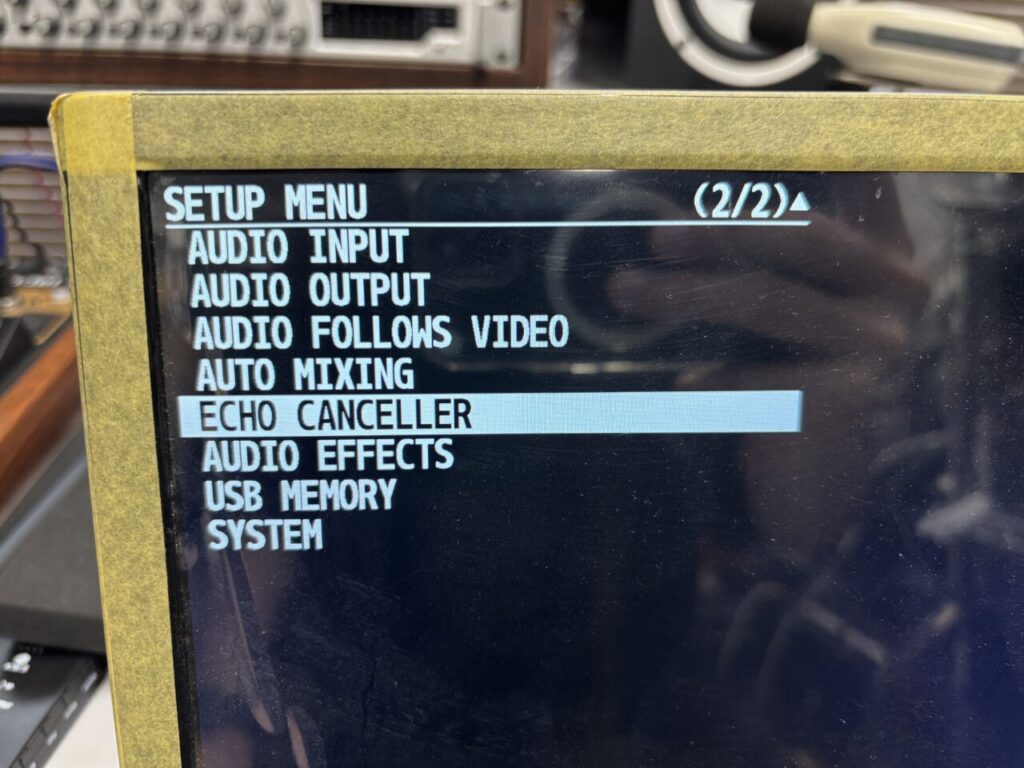 SETUP MENU (2/2)▲
AUDIO INPUT
AUDIO OUTPUT
AUDIO FOLLOWS VIDEO
AUTO MIXING
ECHO CANCELLER
AUDIO EFFECTS
USB MEMORY
SYSTEM